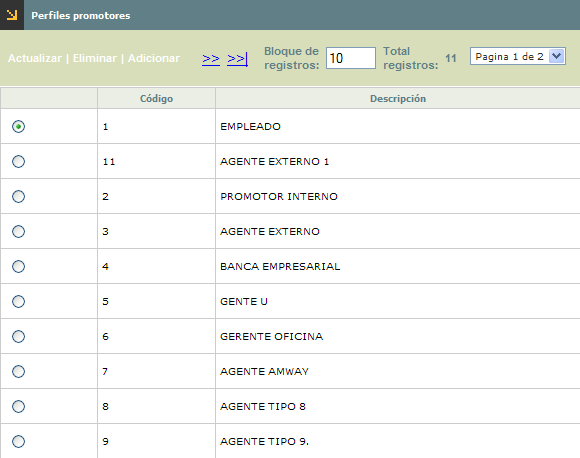 Perfiles promotores
Actualizar | Eliminar | Adicionar >> >>| Bloque de registros: 10 Total registros: 11 Pagina 1 de 2
Código Descripción
1 EMPLEADO
11 AGENTE EXTERNO 1
2 PROMOTOR INTERNO
3 AGENTE EXTERNO
4 BANCA EMPRESARIAL
5 GENTE U
6 GERENTE OFICINA
7 AGENTE AMWAY
8 AGENTE TIPO 8
9 AGENTE TIPO 9.